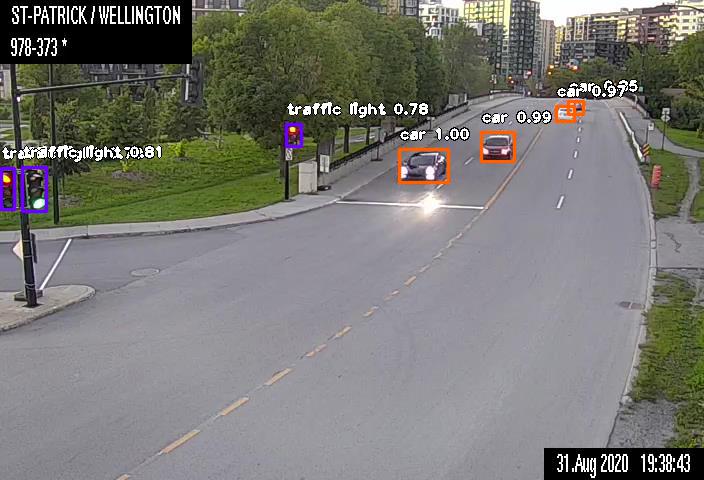 ST-PATRICK / WELLINGTON
978-373 *
car 0.97
traffic light 0.78
car 0.99
car 1.00
31.Aug 2020 19:38:43